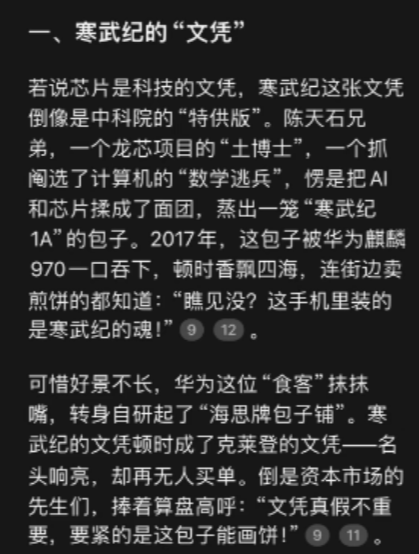 一、寒武纪的“文凭”
若说芯片是科技的文凭，寒武纪这张文凭
倒像是中科院的“特供版”。陈天石兄
弟，一个龙芯项目的“土博士”，一个抓
阄选了计算机的“数学逃兵”，愣是把AI
和芯片揉成了面团，蒸出一笼“寒武纪
1A”的包子。2017年，这包子被华为麒麟
970一口吞下，顿时香飘四海，连街边卖
煎饼的都知道：“瞧见没？这手机里装的
是寒武纪的魂！” 9 12 。
可惜好景不长，华为这位“食客”抹抹
嘴，转身自研起了“海思牌包子铺”。寒
武纪的文凭顿时成了克莱登的文凭——名
头响亮，却再无人买单。倒是资本市场的
先生们，捧着算盘高呼：“文凭真假不重
要，要紧的是这包子能画饼！” 9 11 。